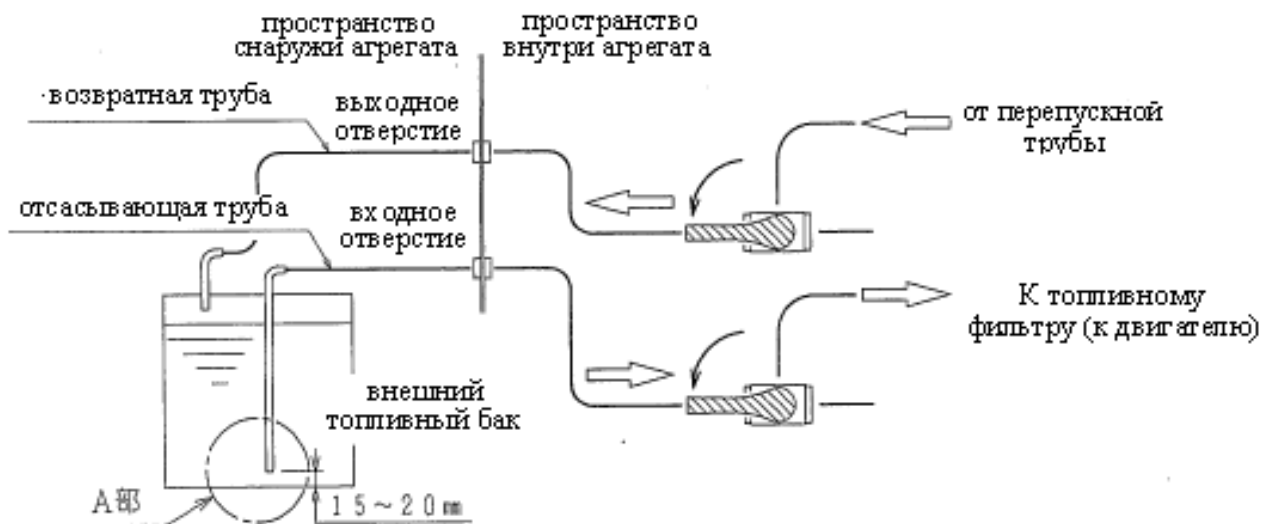 пространство
снаружи агрегата
пространство
внутри агрегата
возвратная труба
выходное
отверстие
от перепускной
трубы
отсасывающая труба
входное
отверстие
К топливному
фильтру (к двигателю)
внешний
топливный бак
A部
15~20㎜